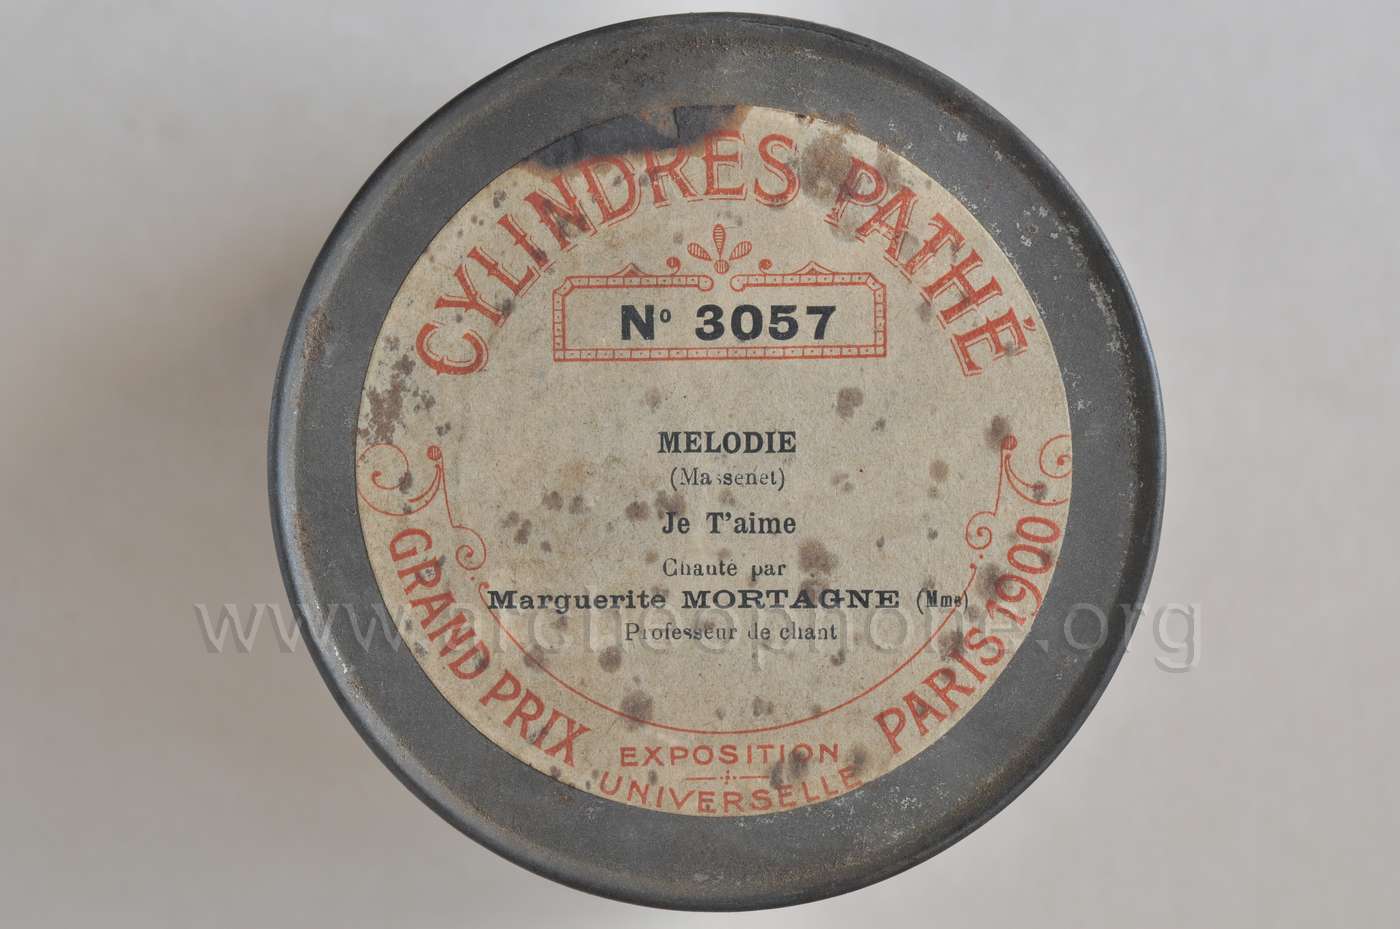 CYLINDRES PATHÉ
Nº 3057
MELODIE
(Massenet)
Je T'aime
Chanté par
Marguerite MORTAGNE (Mme)
Professeur de chant
GRAND PRIX
EXPOSITION
UNIVERSELLE
PARIS 1900
www.archeophone.org